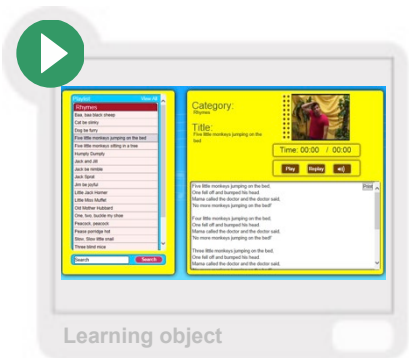 Playlist View All
Rhymes
Baa, baa black sheep
Cat be slinky
Dog be furry
Five little monkeys jumping on the bed
Five little monkeys sitting in a tree
Humpty Dumpty
Jack and Jill
Jack be nimble
Jack Sprat
Jim be joyful
Little Jack Horner
Little Miss Muffet
Old Mother Hubbard
One, two, buckle my shoe
Peacock, peacock
Pease porridge hot
Slow, Slow little snail
Three blind mice
Search Search
Category:
Rhymes
Title:
Five little monkeys jumping on the
bed
Time: 00:00 / 00:00
Play Replay
Print
Five little monkeys jumping on the bed,
One fell off and bumped his head.
Mama called the doctor and the doctor said,
"No more monkeys jumping on the bed!"
Four little monkeys jumping on the bed,
One fell off and bumped his head.
Mama called the doctor and the doctor said,
"No more monkeys jumping on the bed!"
Three little monkeys jumping on the bed,
One fell off and bumped his head.
Mama called the doctor and the doctor said,
"No more monkeys jumping on the bed!"
Learning object